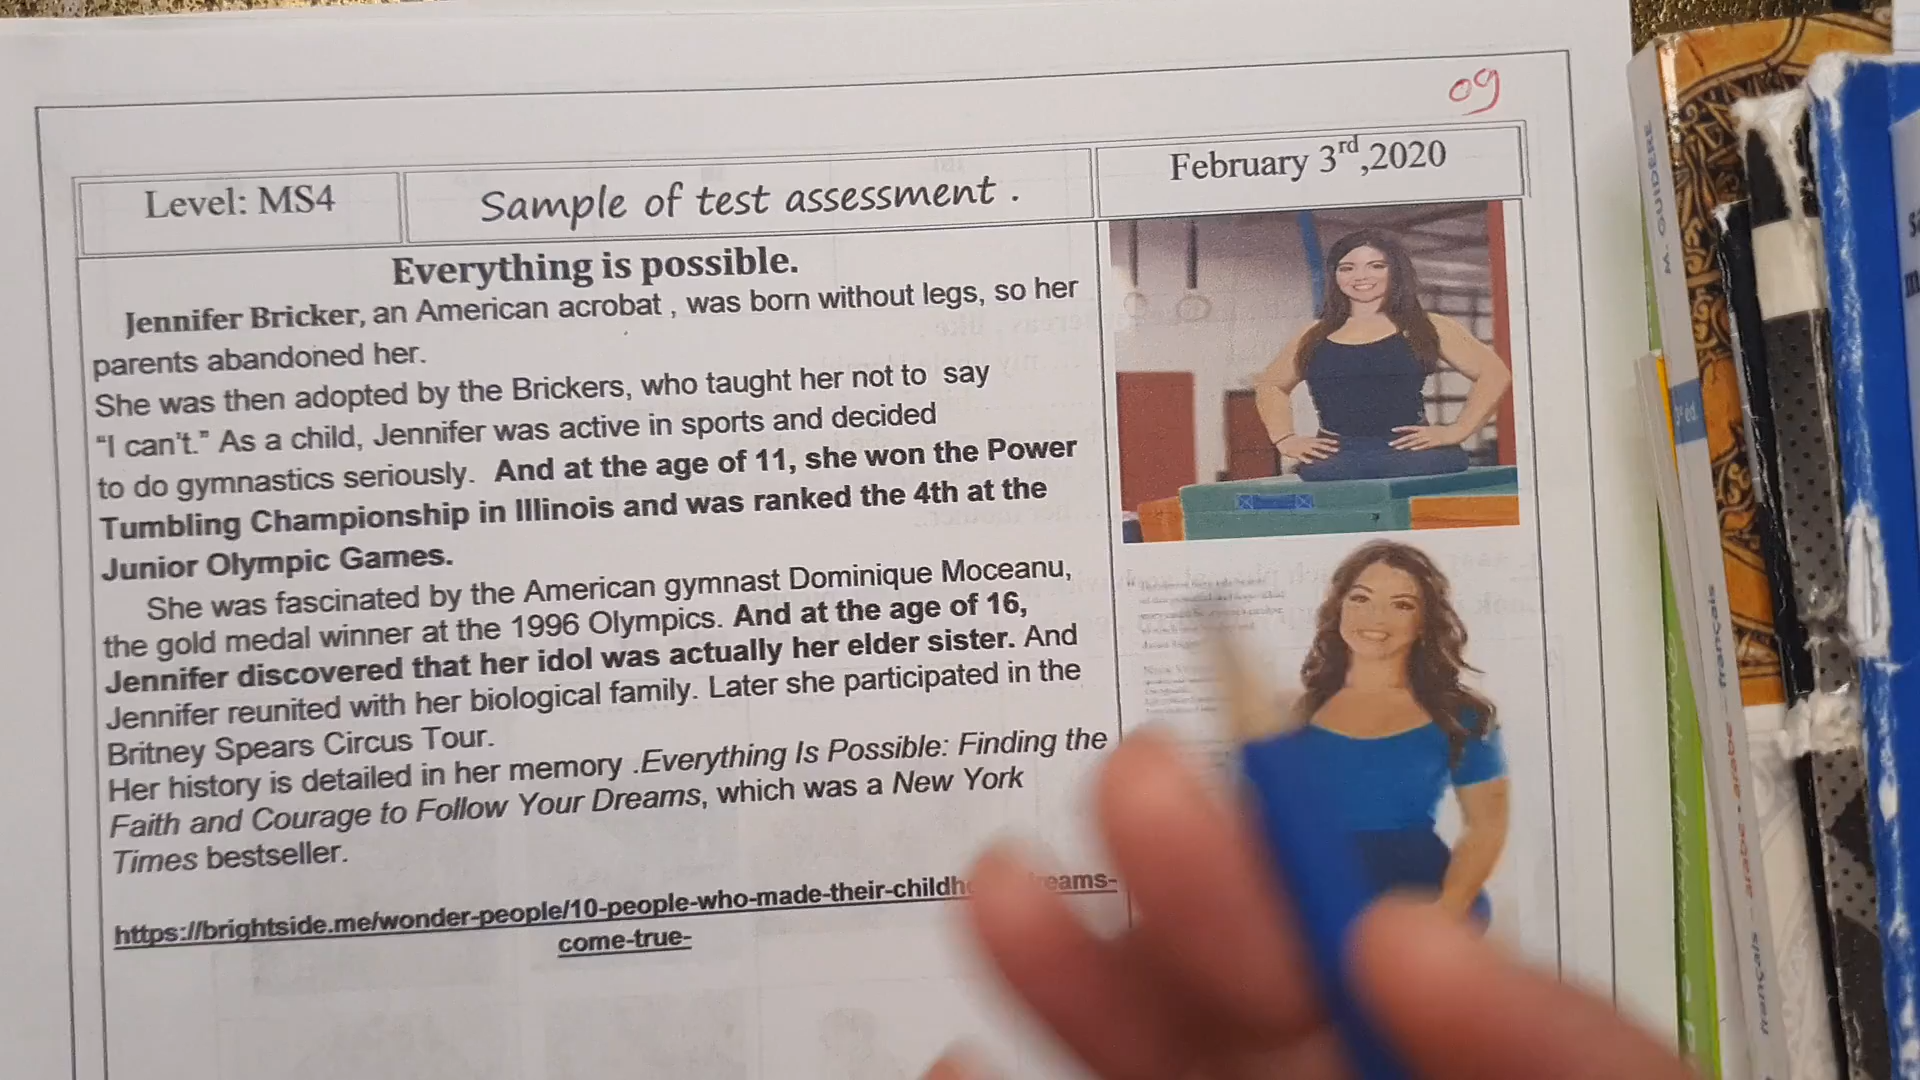 09
Level: MS4
Sample of test assessment .
February 3rd,2020
Everything is possible.
Jennifer Bricker, an American acrobat , was born without legs, so her
parents abandoned her.
She was then adopted by the Brickers, who taught her not to say
“I can't.” As a child, Jennifer was active in sports and decided
to do gymnastics seriously. And at the age of 11, she won the Power
Tumbling Championship in Illinois and was ranked the 4th at the
Junior Olympic Games.
She was fascinated by the American gymnast Dominique Moceanu,
the gold medal winner at the 1996 Olympics. And at the age of 16,
Jennifer discovered that her idol was actually her elder sister. And
Jennifer reunited with her biological family. Later she participated in the
Britney Spears Circus Tour.
Her history is detailed in her memory .Everything Is Possible: Finding the
Faith and Courage to Follow Your Dreams, which was a New York
Times bestseller.
https://brightside.me/wonder-people/10-people-who-made-their-childh eams-
come-true-
M. GUIDERE
français
arabe - arabe
français